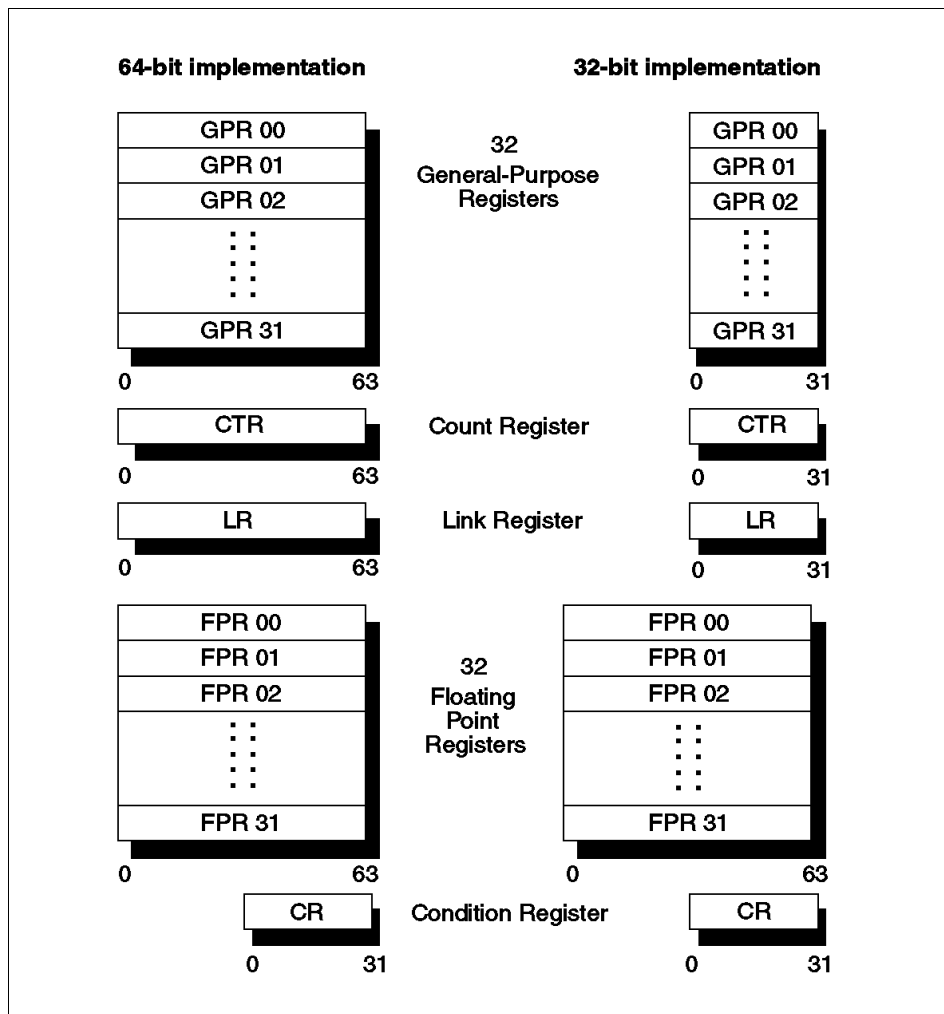 64-bit implementation
32-bit implementation
GPR 00
GPR 01
GPR 02
GPR 31
0 63
32
General-Purpose
Registers
GPR 00
GPR 01
GPR 02
GPR 31
0 31
CTR
0 63
Count Register
CTR
0 31
LR
0 63
Link Register
LR
0 31
FPR 00
FPR 01
FPR 02
FPR 31
0 63
32
Floating
Point
Registers
FPR 00
FPR 01
FPR 02
FPR 31
0 63
CR
0 31
Condition Register
CR
0 31